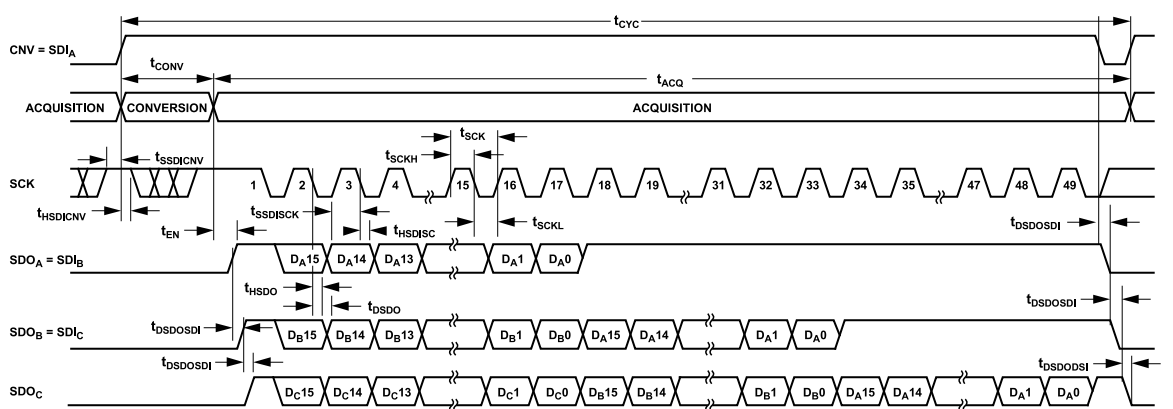 tCYC
CNV = SDIA
tCONV
tACQ
ACQUISITION CONVERSION ACQUISITION
tSCK
tSSDICNV
tSCKH
SCK 1 2 3 4 15 16 17 18 19 31 32 33 34 35 47 48 49
tHSDICNV
tSSDISCK
tEN
tHSDISC
tSCKL
tDSDOSDI
SDOA = SDIB DA15 DA14 DA13 DA1 DA0
tHSDO
tDSDO
tDSDOSDI
tDSDOSDI
SDOB = SDIC DB15 DB14 DB13 DB1 DB0 DA15 DA14 DA1 DA0
tDSDOSDI
tDSDODSI
SDOC DC15 DC14 DC13 DC1 DC0 DB15 DB14 DB1 DB0 DA15 DA14 DA1 DA0